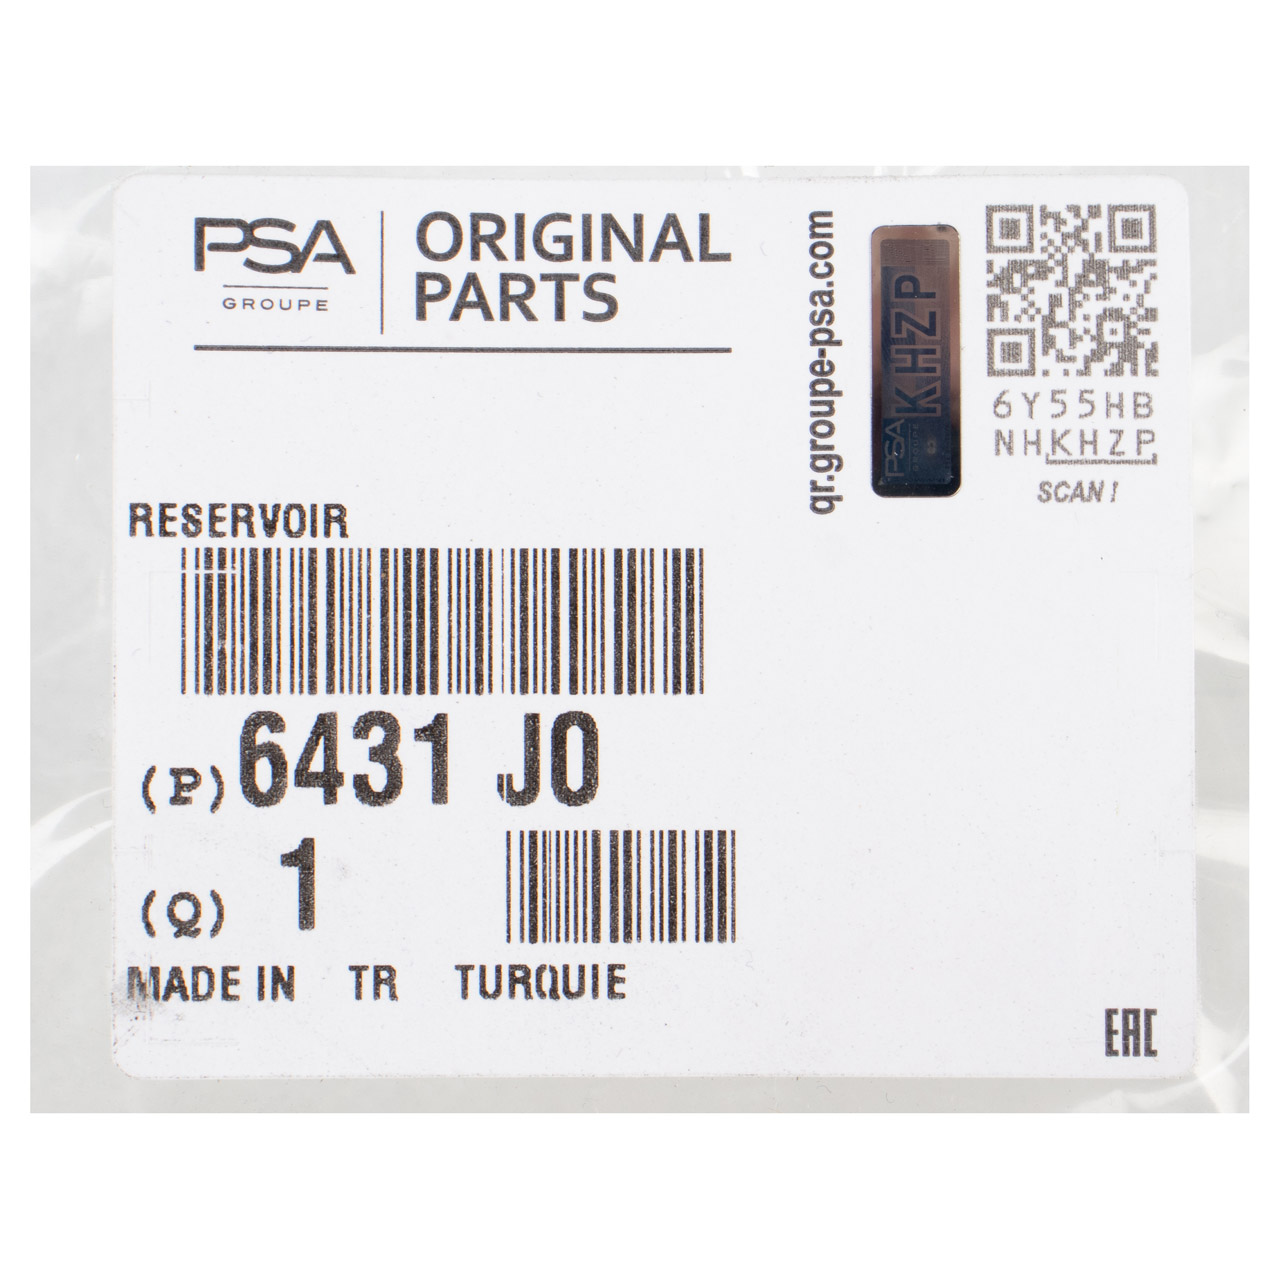 PSA
GROUPE
ORIGINAL
PARTS
qr.groupe-psa.com
KHZP
PSA
GROUPE
6Y55HB
NHKHZP
SCAN !
RESERVOIR
(P) 6431 J0
(Q) 1
MADE IN TR TURQUIE
EAC